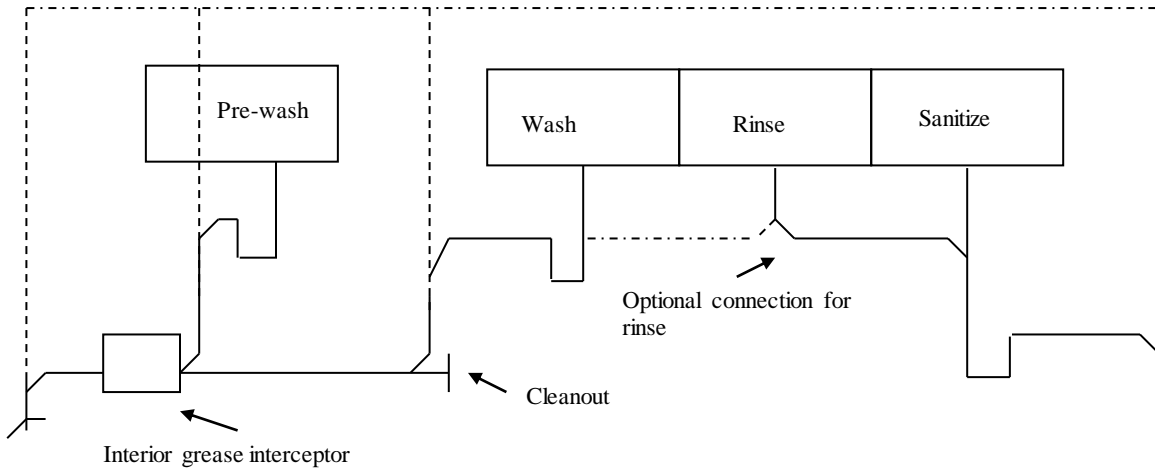 Pre-wash
Wash
Rinse
Sanitize
Optional connection for
rinse
Cleanout
Interior grease interceptor